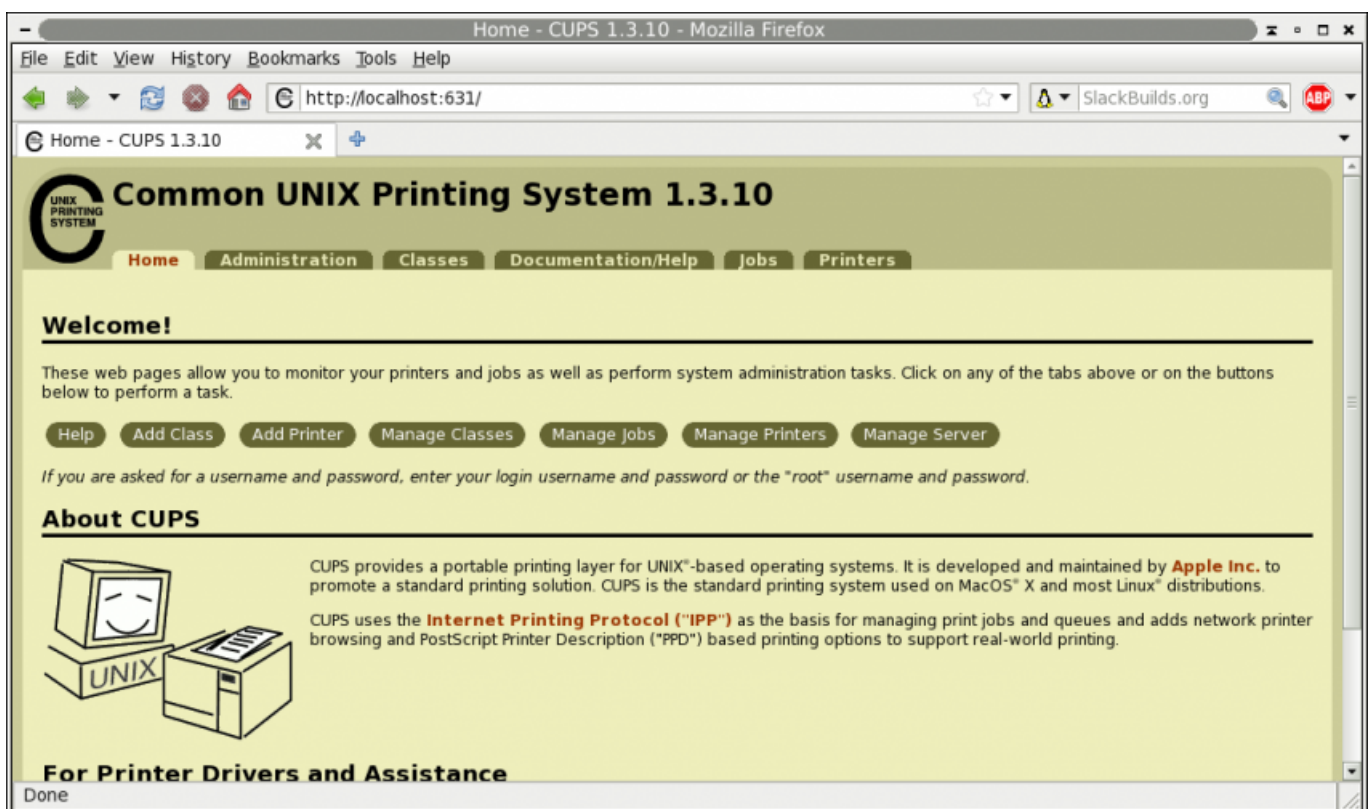 Home - CUPS 1.3.10 - Mozilla Firefox
File Edit View History Bookmarks Tools Help
http://localhost:631/
SlackBuilds.org
ABP
Home - CUPS 1.3.10
UNIX
PRINTING
SYSTEM
Common UNIX Printing System 1.3.10
Home Administration Classes Documentation/Help Jobs Printers
Welcome!
These web pages allow you to monitor your printers and jobs as well as perform system administration tasks. Click on any of the tabs above or on the buttons
below to perform a task.
Help Add Class Add Printer Manage Classes Manage Jobs Manage Printers Manage Server
If you are asked for a username and password, enter your login username and password or the "root" username and password.
About CUPS
CUPS provides a portable printing layer for UNIX®-based operating systems. It is developed and maintained by Apple Inc. to
promote a standard printing solution. CUPS is the standard printing system used on MacOS® X and most Linux® distributions.
CUPS uses the Internet Printing Protocol ("IPP") as the basis for managing print jobs and queues and adds network printer
browsing and PostScript Printer Description ("PPD") based printing options to support real-world printing.
UNIX
For Printer Drivers and Assistance
Done